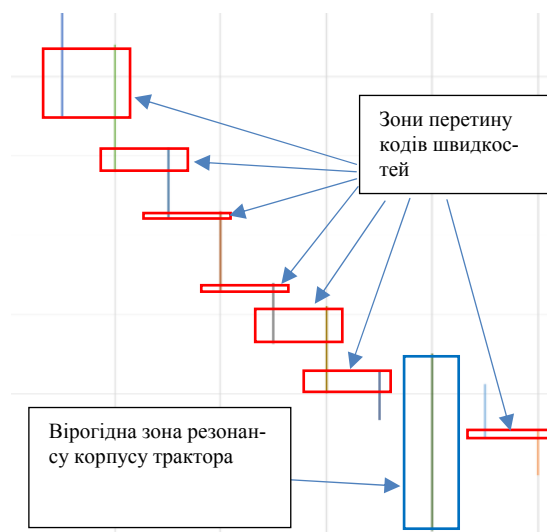 Зони перетину
кодів швидкос-
тей
Вірогідна зона резонан-
су корпусу трактора